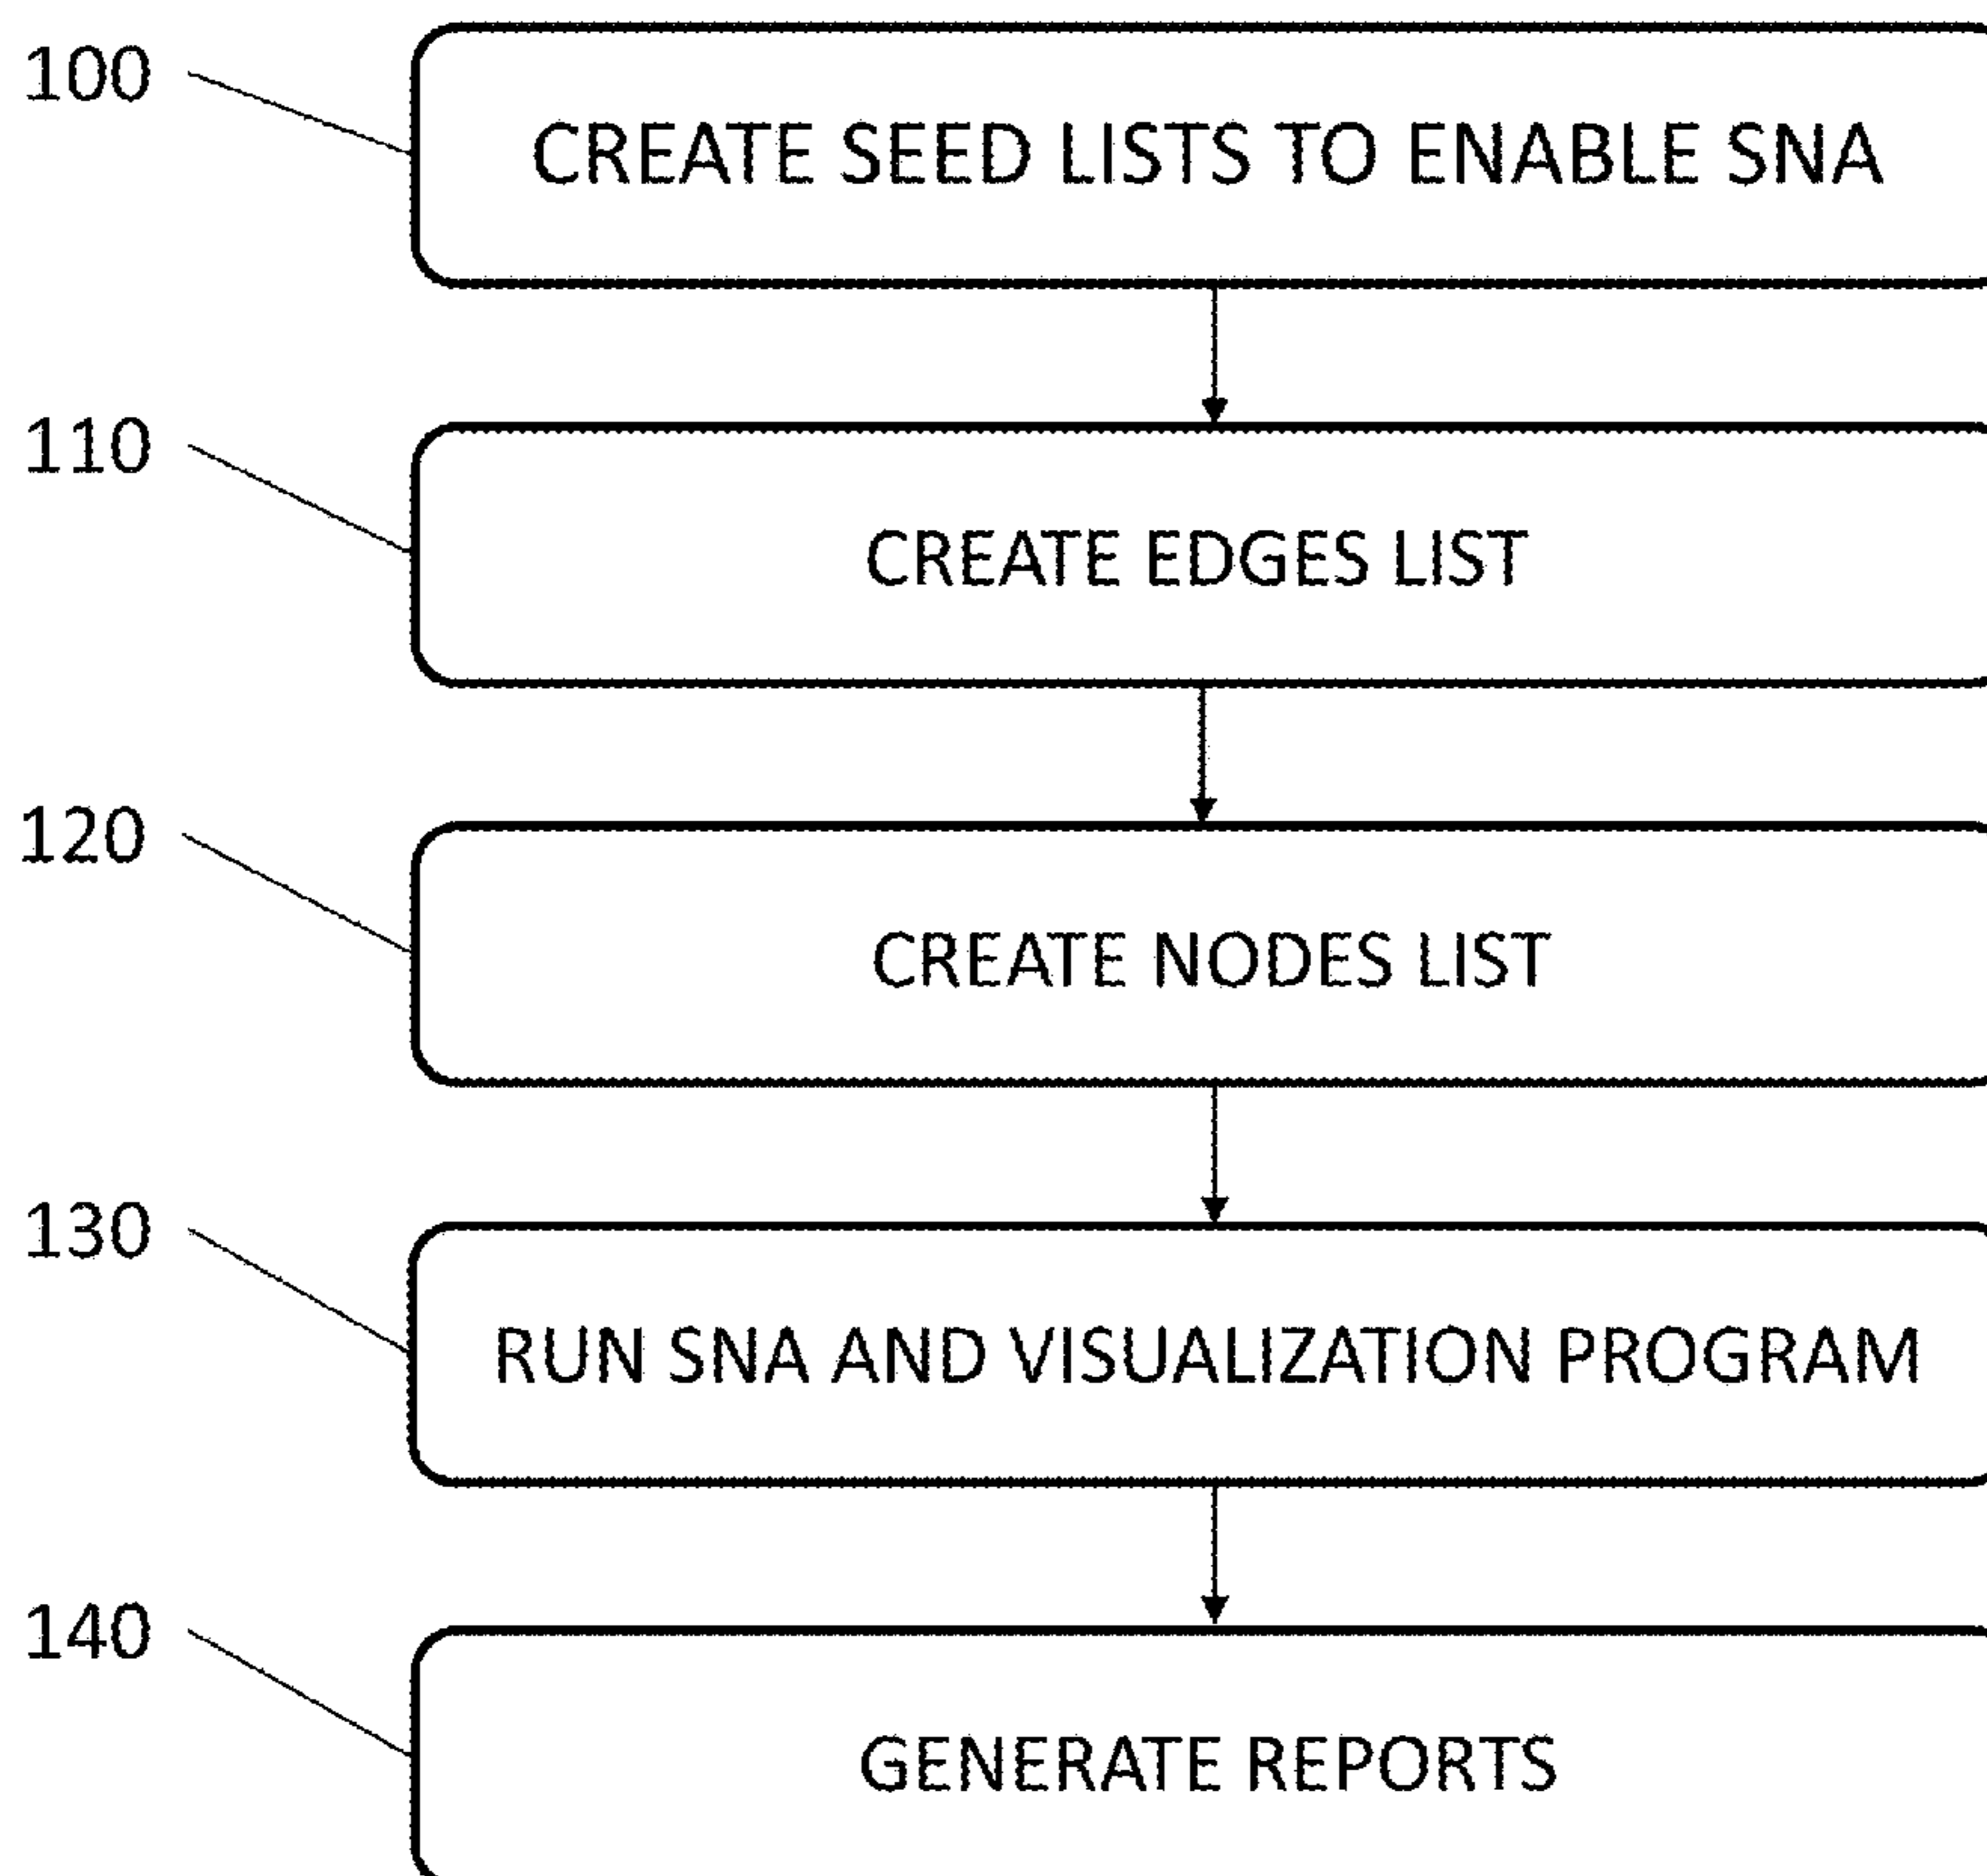 100
CREATE SEED LISTS TO ENABLE SNA
110
CREATE EDGES LIST
120
CREATE NODES LIST
130
RUN SNA AND VISUALIZATION PROGRAM
140
GENERATE REPORTS